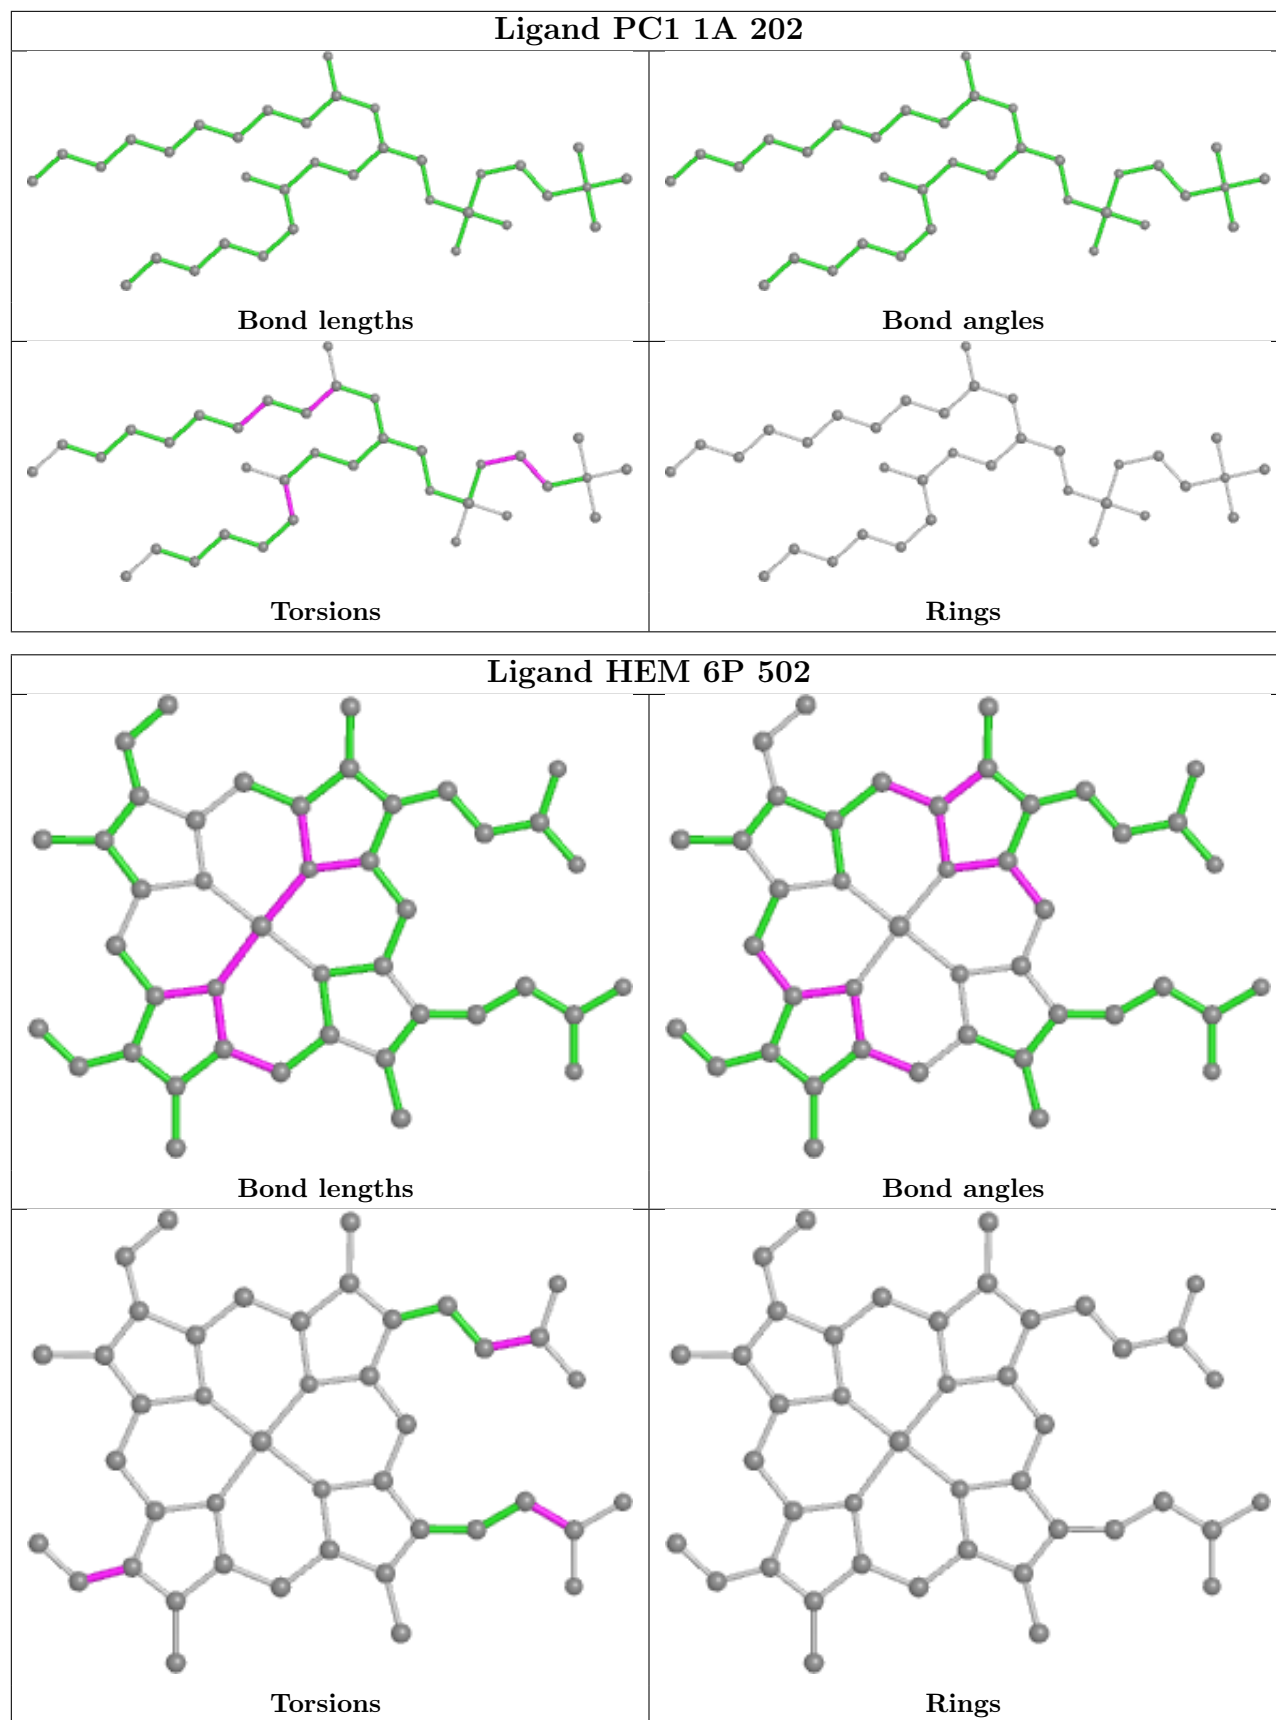 Ligand PC1 1A 202
Bond lengths
Bond angles
Torsions
Rings
Ligand HEM 6P 502
Bond lengths
Bond angles
Torsions
Rings